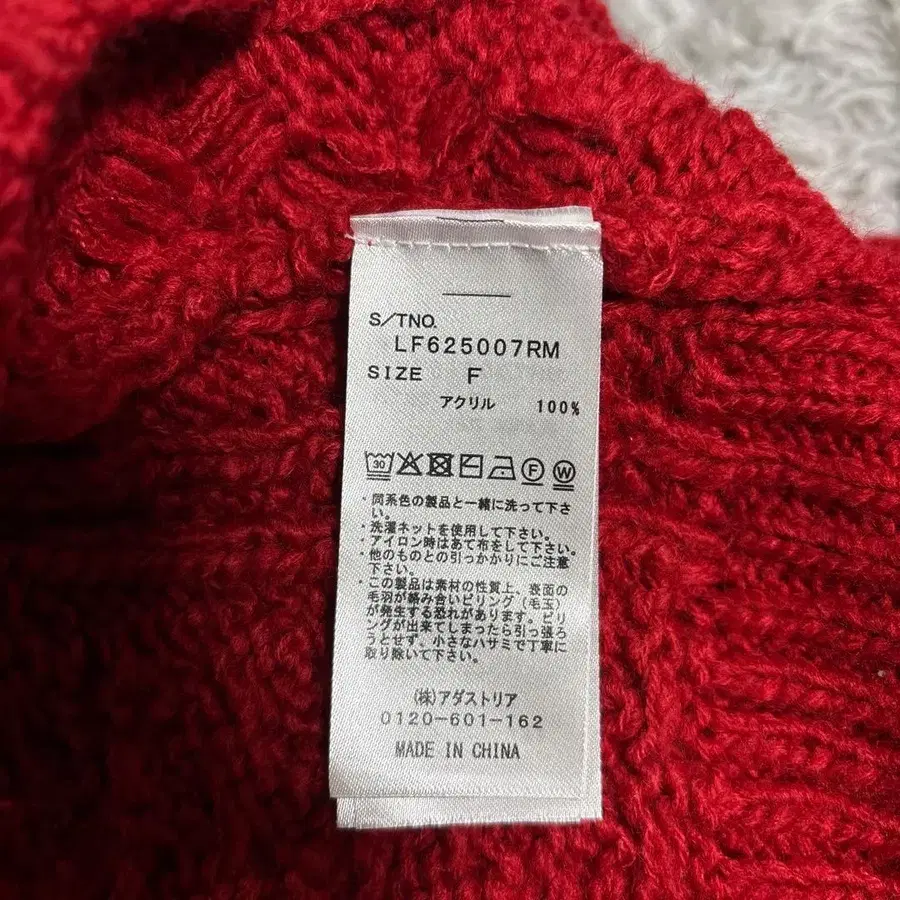 S/TNO.
LF625007RM
SIZE F
アクリル 100%
30 F W
・同系色の製品と一緒に洗って下さ
い。
・洗濯ネットを使用して下さい。
・アイロン時はあて布をして下さい。
・他のものとの引っかかりにご注意
下さい。
・この製品は素材の性質上、表面の
毛羽が絡み合いピリング(毛玉)
が発生する恐れがあります。ピリ
ングが出来てしまったら引っ張ろ
うとせず、小さなハサミで丁寧に
取り除いて下さい。
(株)アダストリア
0120-601-162
MADE IN CHINA